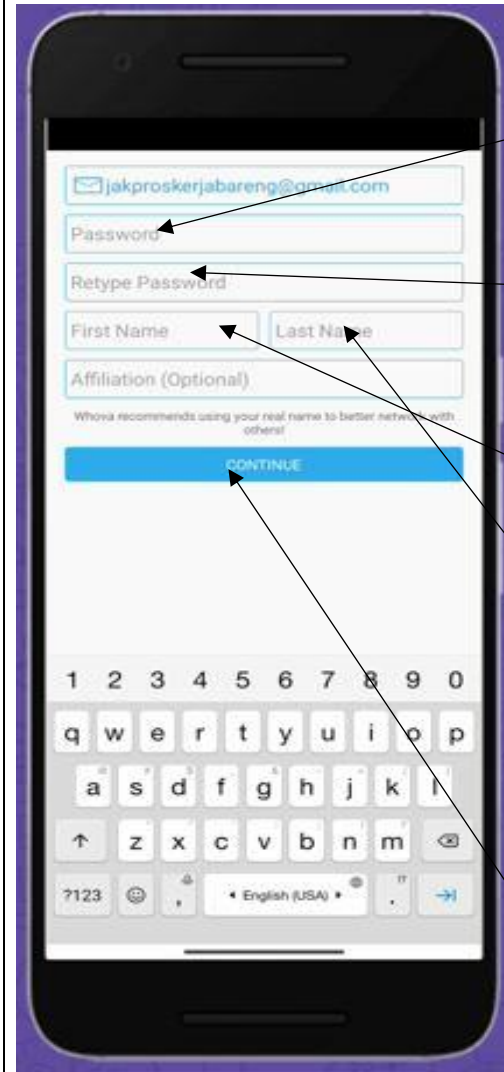 jakproskerjabareng@gmail.com
Password
Retype Password
First Name Last Name
Affiliation (Optional)
Whova recommends using your real name to better network with
others!
CONTINUE
1 2 3 4 5 6 7 8 9 0
q w e r t y u i o p
a s d f g h j k l
z x c v b n m
?123 , English (USA) .